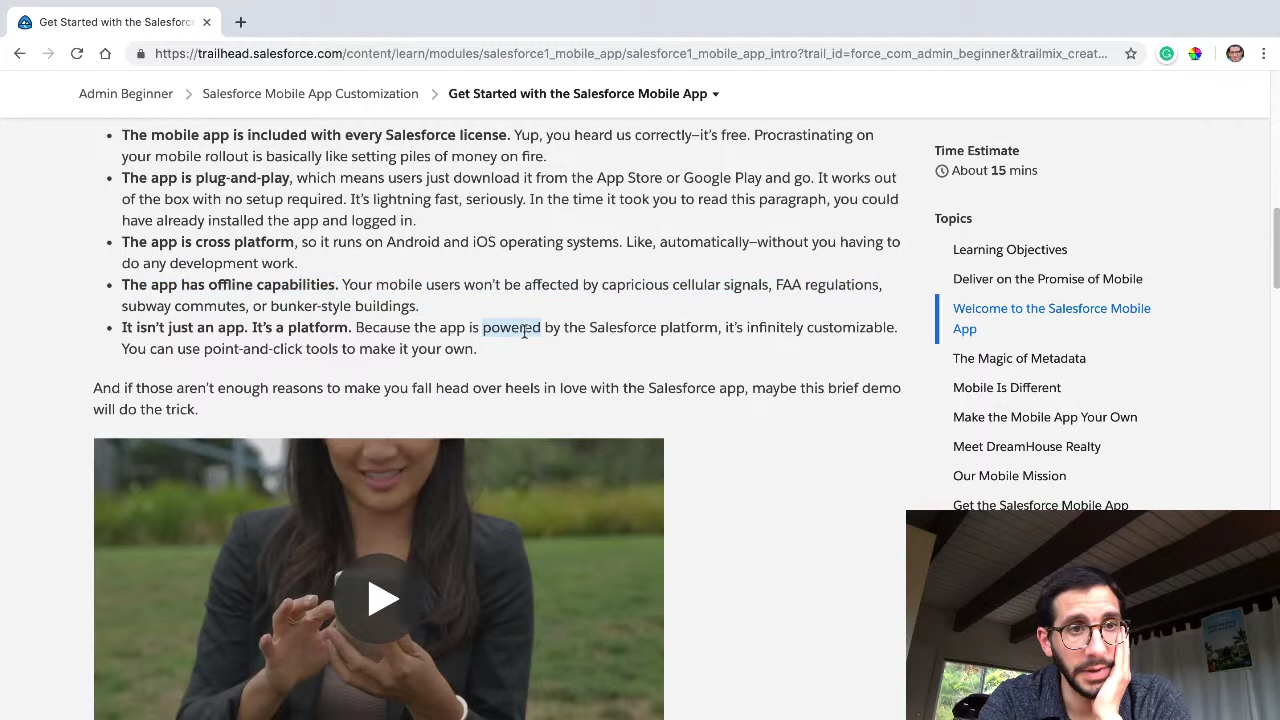 Get Started with the Salesforc
https://trailhead.salesforce.com/content/learn/modules/salesforce1_mobile_app/salesforce1_mobile_app_intro?trail_id=force_com_admin_beginner&trailmix_creat...
Admin Beginner
Salesforce Mobile App Customization
Get Started with the Salesforce Mobile App
• The mobile app is included with every Salesforce license. Yup, you heard us correctly—it’s free. Procrastinating on
your mobile rollout is basically like setting piles of money on fire.
• The app is plug-and-play, which means users just download it from the App Store or Google Play and go. It works out
of the box with no setup required. It’s lightning fast, seriously. In the time it took you to read this paragraph, you could
have already installed the app and logged in.
• The app is cross platform, so it runs on Android and iOS operating systems. Like, automatically—without you having to
do any development work.
• The app has offline capabilities. Your mobile users won’t be affected by capricious cellular signals, FAA regulations,
subway commutes, or bunker-style buildings.
• It isn’t just an app. It’s a platform. Because the app is powered by the Salesforce platform, it’s infinitely customizable.
You can use point-and-click tools to make it your own.
And if those aren’t enough reasons to make you fall head over heels in love with the Salesforce app, maybe this brief demo
will do the trick.
Time Estimate
About 15 mins
Topics
Learning Objectives
Deliver on the Promise of Mobile
Welcome to the Salesforce Mobile
App
The Magic of Metadata
Mobile Is Different
Make the Mobile App Your Own
Meet DreamHouse Realty
Our Mobile Mission
Get the Salesforce Mobile App